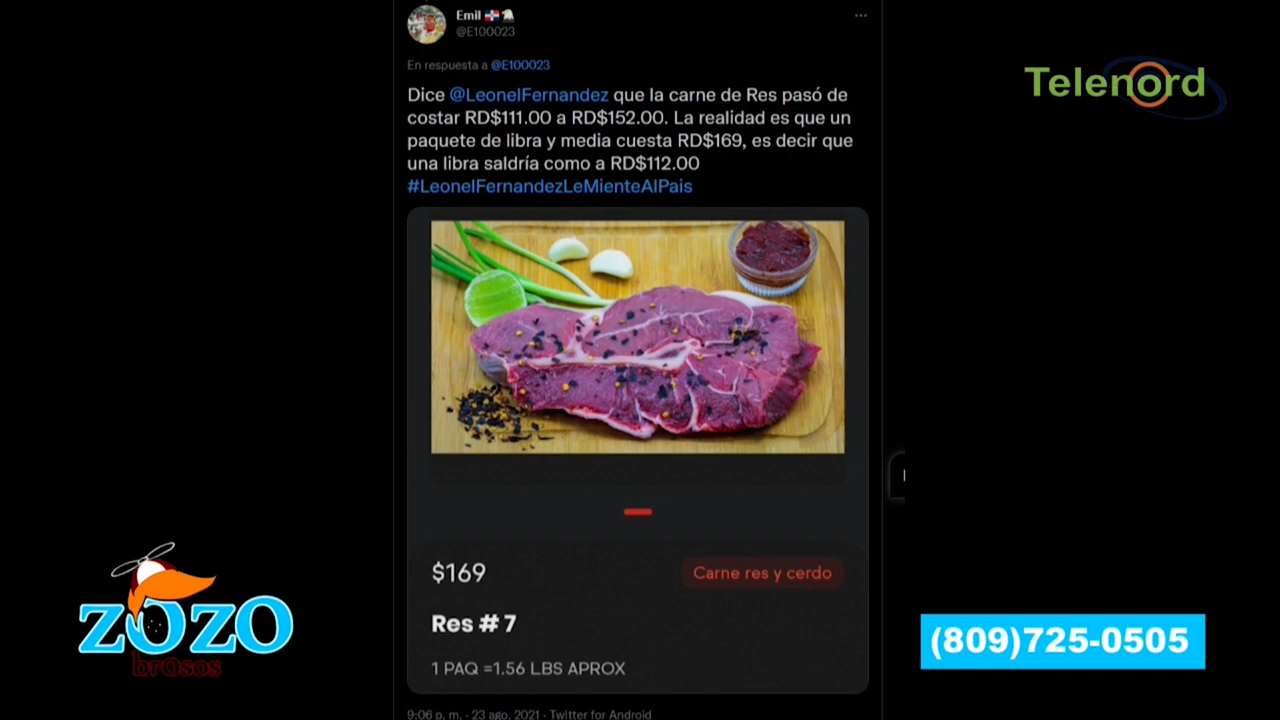 Emil
@E100023
En respuesta a @E100023
Dice @LeonelFernandez que la carne de Res pasó de
costar RD$111.00 a RD$152.00. La realidad es que un
paquete de libra y media cuesta RD$169, es decir que
una libra saldría como a RD$112.00
#LeonelFernandezLeMienteAlPais
Telenord
$169
Carne res y cerdo
Res # 7
1 PAQ =1.56 LBS APROX
9:06 p. m. · 23 ago. 2021 · Twitter for Android
zozo
brOsos
(809)725-0505